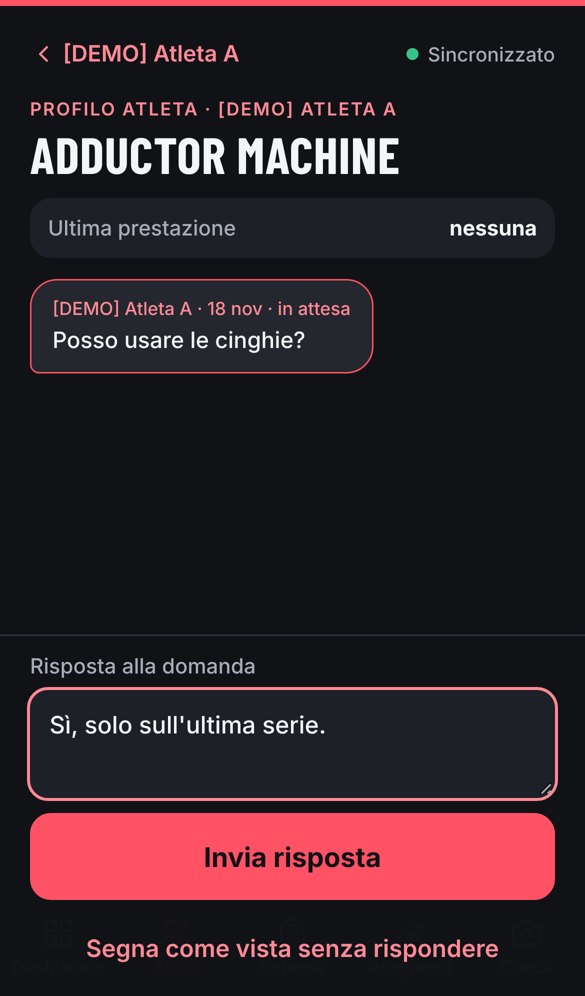 [DEMO] Atleta A
Sincronizzato
PROFILO ATLETA · [DEMO] ATLETA A
ADDUCTOR MACHINE
Ultima prestazione
nessuna
[DEMO] Atleta A · 18 nov · in attesa
Posso usare le cinghie?
Risposta alla domanda
Sì, solo sull'ultima serie.
Invia risposta
Segna come vista senza rispondere